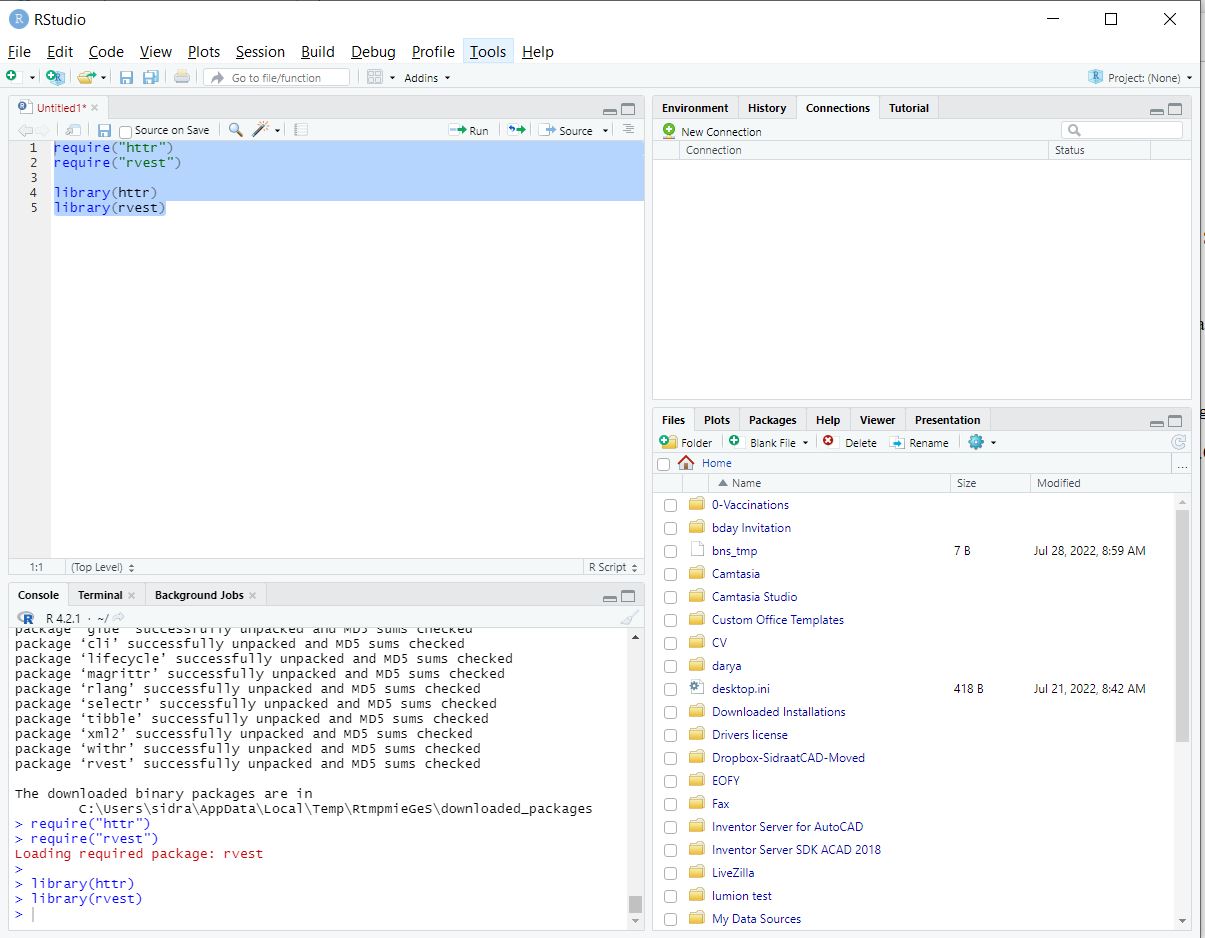 RStudio
File Edit Code View Plots Session Build Debug Profile Tools Help
Go to file/function Addins Project: (None)
Untitled1*
Source on Save Run Source
1 require("httr")
2 require("rvest")
3
4 library(httr)
5 library(rvest)
1:1 (Top Level) R Script
Console Terminal Background Jobs
R 4.2.1 · ~/
package ‘glue’ successfully unpacked and MD5 sums checked
package ‘cli’ successfully unpacked and MD5 sums checked
package ‘lifecycle’ successfully unpacked and MD5 sums checked
package ‘magrittr’ successfully unpacked and MD5 sums checked
package ‘rlang’ successfully unpacked and MD5 sums checked
package ‘selectr’ successfully unpacked and MD5 sums checked
package ‘tibble’ successfully unpacked and MD5 sums checked
package ‘xml2’ successfully unpacked and MD5 sums checked
package ‘withr’ successfully unpacked and MD5 sums checked
package ‘rvest’ successfully unpacked and MD5 sums checked
The downloaded binary packages are in
C:\Users\sidra\AppData\Local\Temp\RtmpmieGeS\downloaded_packages
> require("httr")
> require("rvest")
Loading required package: rvest
>
> library(httr)
> library(rvest)
>
Environment History Connections Tutorial
New Connection
Connection Status
Files Plots Packages Help Viewer Presentation
Folder Blank File Delete Rename
Home ...
Name Size Modified
0-Vaccinations
bday Invitation
bns_tmp 7 B Jul 28, 2022, 8:59 AM
Camtasia
Camtasia Studio
Custom Office Templates
CV
darya
desktop.ini 418 B Jul 21, 2022, 8:42 AM
Downloaded Installations
Drivers license
Dropbox-SidraatCAD-Moved
EOFY
Fax
Inventor Server for AutoCAD
Inventor Server SDK ACAD 2018
LiveZilla
lumion test
My Data Sources